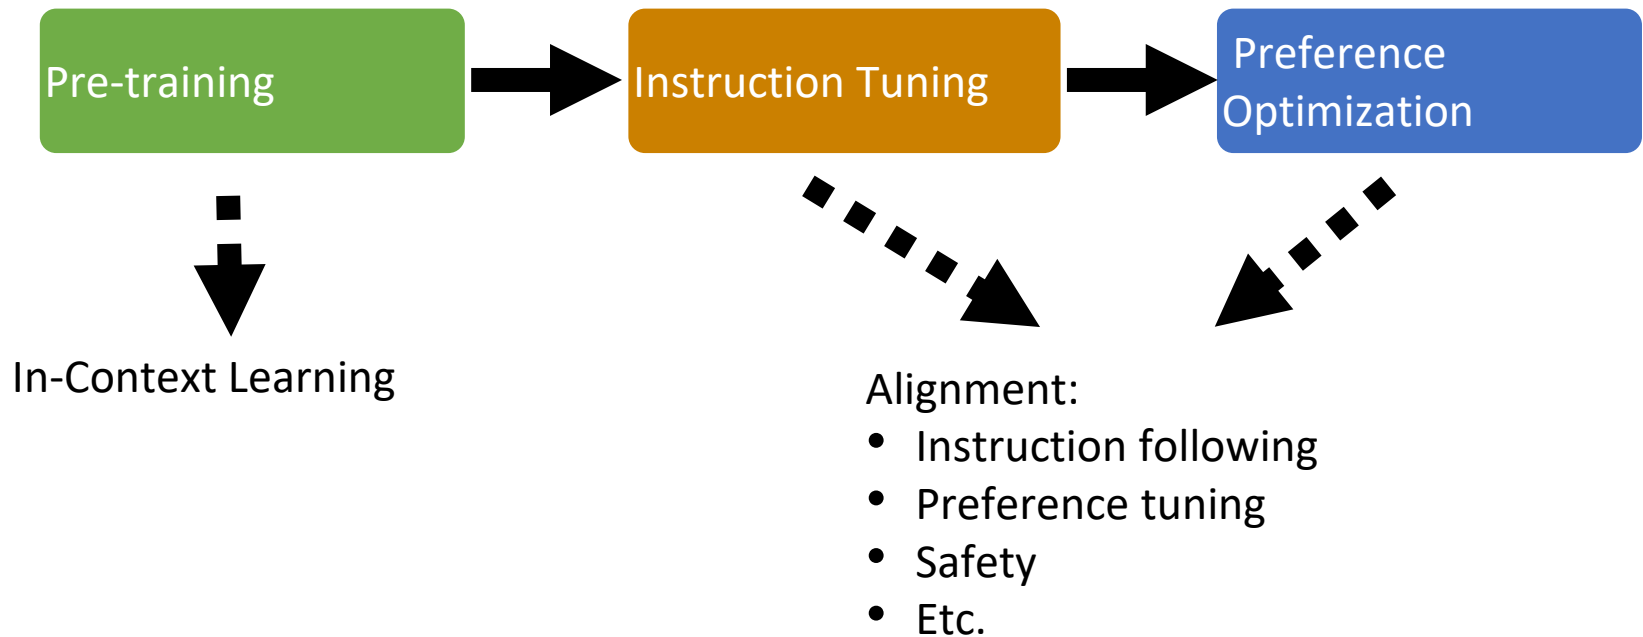 Pre-training
Instruction Tuning
Preference
Optimization
In-Context Learning
Alignment:
• Instruction following
• Preference tuning
• Safety
• Etc.